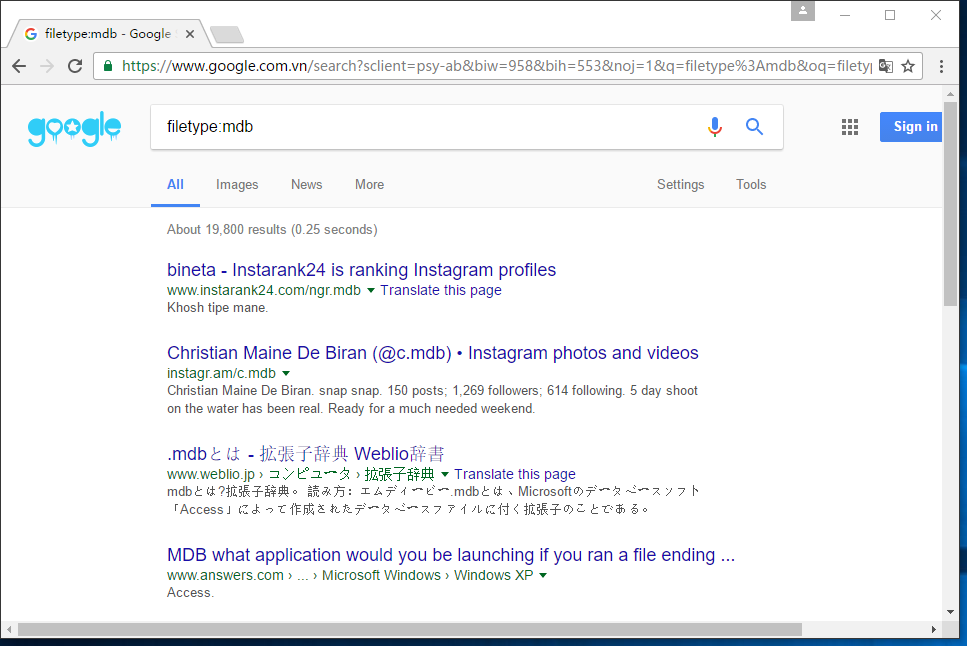 filetype:mdb - Google
https://www.google.com.vn/search?sclient=psy-ab&biw=958&bih=553&noj=1&q=filetype%3Amdb&oq=filetyp
google
filetype:mdb
Sign in
All Images News More Settings Tools
About 19,800 results (0.25 seconds)
bineta - Instarank24 is ranking Instagram profiles
www.instarank24.com/ngr.mdb Translate this page
Khosh tipe mane.
Christian Maine De Biran (@c.mdb) • Instagram photos and videos
instagr.am/c.mdb
Christian Maine De Biran. snap snap. 150 posts; 1,269 followers; 614 following. 5 day shoot
on the water has been real. Ready for a much needed weekend.
.mdbとは - 拡張子辞典 Weblio辞書
www.weblio.jp › コンピュータ › 拡張子辞典 Translate this page
mdbとは?拡張子辞典。 読み方：エムディービー.mdbとは、Microsoftのデータベースソフト
「Access」によって作成されたデータベースファイルに付く拡張子のことである。
MDB what application would you be launching if you ran a file ending ...
www.answers.com › ... › Microsoft Windows › Windows XP
Access.